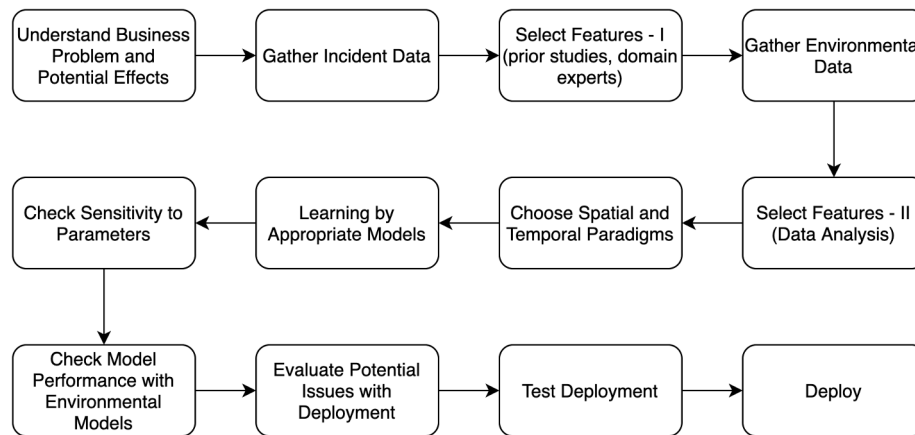 Understand Business
Problem and
Potential Effects
Gather Incident Data
Select Features - I
(prior studies, domain
experts)
Gather Environmental
Data
Select Features - II
(Data Analysis)
Choose Spatial and
Temporal Paradigms
Learning by
Appropriate Models
Check Sensitivity to
Parameters
Check Model
Performance with
Environmental
Models
Evaluate Potential
Issues with
Deployment
Test Deployment
Deploy